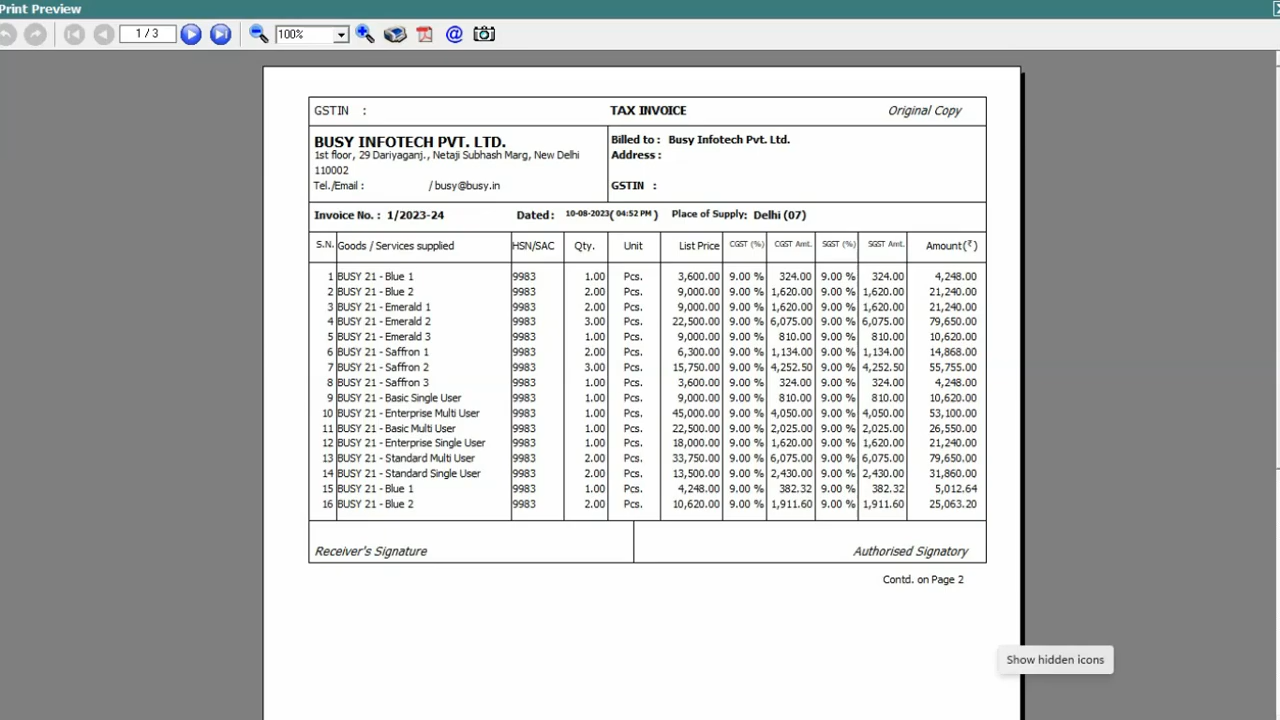 Print Preview
1 / 3
100%
GSTIN :
TAX INVOICE
Original Copy
BUSY INFOTECH PVT. LTD.
1st floor, 29 Dariyaganj., Netaji Subhash Marg, New Delhi
110002
Tel./Email : / busy@busy.in
Billed to : Busy Infotech Pvt. Ltd.
Address :
GSTIN :
Invoice No. : 1/2023-24 Dated : 10-08-2023( 04:52 PM ) Place of Supply: Delhi (07)
S.N. Goods / Services supplied HSN/SAC Qty. Unit List Price CGST (%) CGST Amt. SGST (%) SGST Amt. Amount(₹)
1 BUSY 21 - Blue 1 9983 1.00 Pcs. 3,600.00 9.00 % 324.00 9.00 % 324.00 4,248.00
2 BUSY 21 - Blue 2 9983 2.00 Pcs. 9,000.00 9.00 % 1,620.00 9.00 % 1,620.00 21,240.00
3 BUSY 21 - Emerald 1 9983 2.00 Pcs. 9,000.00 9.00 % 1,620.00 9.00 % 1,620.00 21,240.00
4 BUSY 21 - Emerald 2 9983 3.00 Pcs. 22,500.00 9.00 % 6,075.00 9.00 % 6,075.00 79,650.00
5 BUSY 21 - Emerald 3 9983 1.00 Pcs. 9,000.00 9.00 % 810.00 9.00 % 810.00 10,620.00
6 BUSY 21 - Saffron 1 9983 2.00 Pcs. 6,300.00 9.00 % 1,134.00 9.00 % 1,134.00 14,868.00
7 BUSY 21 - Saffron 2 9983 3.00 Pcs. 15,750.00 9.00 % 4,252.50 9.00 % 4,252.50 55,755.00
8 BUSY 21 - Saffron 3 9983 1.00 Pcs. 3,600.00 9.00 % 324.00 9.00 % 324.00 4,248.00
9 BUSY 21 - Basic Single User 9983 1.00 Pcs. 9,000.00 9.00 % 810.00 9.00 % 810.00 10,620.00
10 BUSY 21 - Enterprise Multi User 9983 1.00 Pcs. 45,000.00 9.00 % 4,050.00 9.00 % 4,050.00 53,100.00
11 BUSY 21 - Basic Multi User 9983 1.00 Pcs. 22,500.00 9.00 % 2,025.00 9.00 % 2,025.00 26,550.00
12 BUSY 21 - Enterprise Single User 9983 1.00 Pcs. 18,000.00 9.00 % 1,620.00 9.00 % 1,620.00 21,240.00
13 BUSY 21 - Standard Multi User 9983 2.00 Pcs. 33,750.00 9.00 % 6,075.00 9.00 % 6,075.00 79,650.00
14 BUSY 21 - Standard Single User 9983 2.00 Pcs. 13,500.00 9.00 % 2,430.00 9.00 % 2,430.00 31,860.00
15 BUSY 21 - Blue 1 9983 1.00 Pcs. 4,248.00 9.00 % 382.32 9.00 % 382.32 5,012.64
16 BUSY 21 - Blue 2 9983 2.00 Pcs. 10,620.00 9.00 % 1,911.60 9.00 % 1,911.60 25,063.20
Receiver's Signature
Authorised Signatory
Contd. on Page 2
Show hidden icons